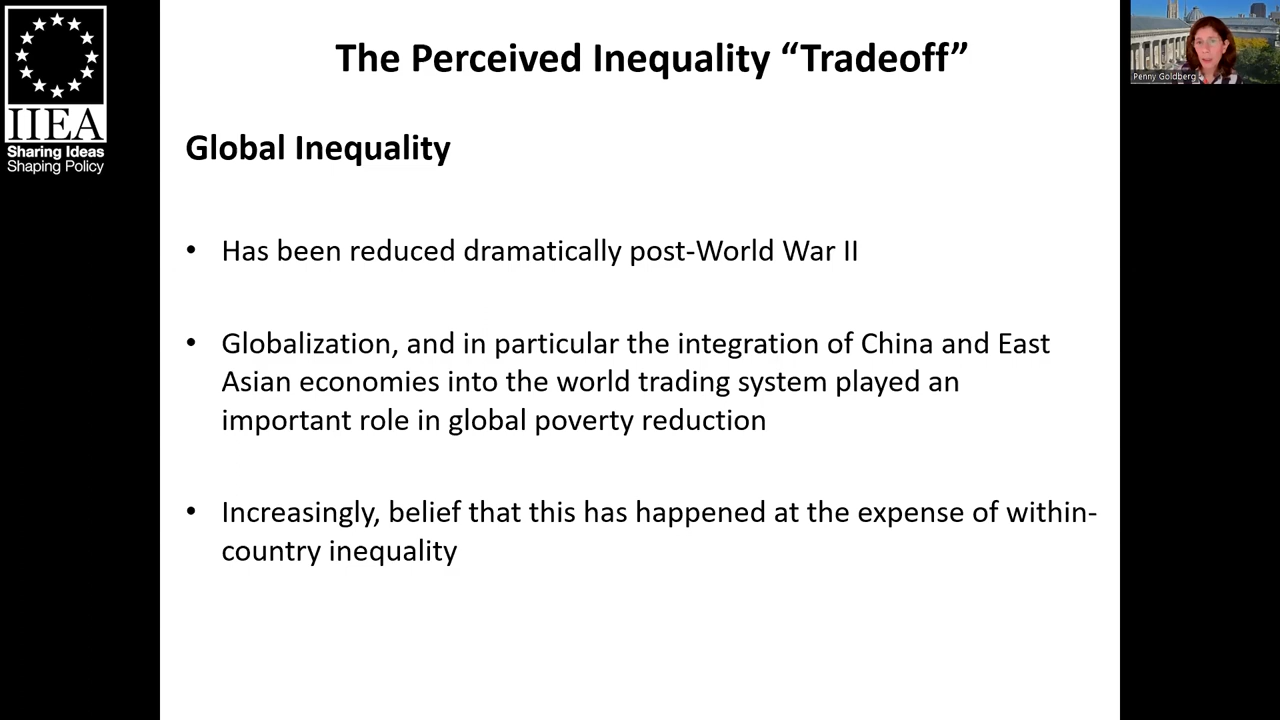 The Perceived Inequality “Tradeoff”
IIEA
Sharing Ideas
Shaping Policy
Penny Goldberg
Global Inequality
• Has been reduced dramatically post-World War II
• Globalization, and in particular the integration of China and East
Asian economies into the world trading system played an
important role in global poverty reduction
• Increasingly, belief that this has happened at the expense of within-
country inequality